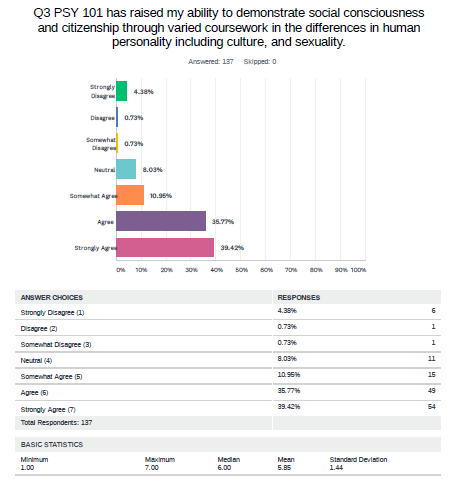 Q3 PSY 101 has raised my ability to demonstrate social consciousness
and citizenship through varied coursework in the differences in human
personality including culture, and sexuality.
Answered: 137 Skipped: 0
Strongly
Disagree
4.38%
Disagree 0.73%
Somewhat
Disagree
0.73%
Neutral 8.03%
Somewhat Agree 10.95%
Agree 35.77%
Strongly Agree 39.42%
0% 10% 20% 30% 40% 50% 60% 70% 80% 90% 100%
ANSWER CHOICES RESPONSES
Strongly Disagree (1) 4.38% 6
Disagree (2) 0.73% 1
Somewhat Disagree (3) 0.73% 1
Neutral (4) 8.03% 11
Somewhat Agree (5) 10.95% 15
Agree (6) 35.77% 49
Strongly Agree (7) 39.42% 54
Total Respondents: 137
BASIC STATISTICS
Minimum Maximum Median Mean Standard Deviation
1.00 7.00 6.00 5.85 1.44